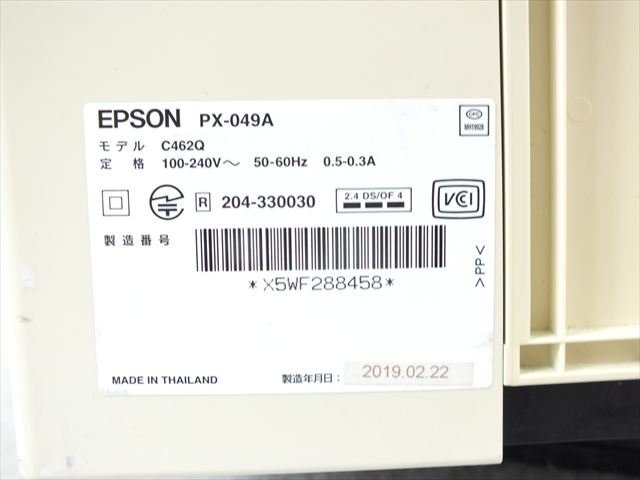 EPSON PX-049A
モデル C462Q
定格 100-240V～ 50-60Hz 0.5-0.3A
R 204-330030
2.4 DS/OF 4
VCCI
製造番号
*X5WF288458*
>PP<
MADE IN THAILAND
製造年月日: 2019.02.22